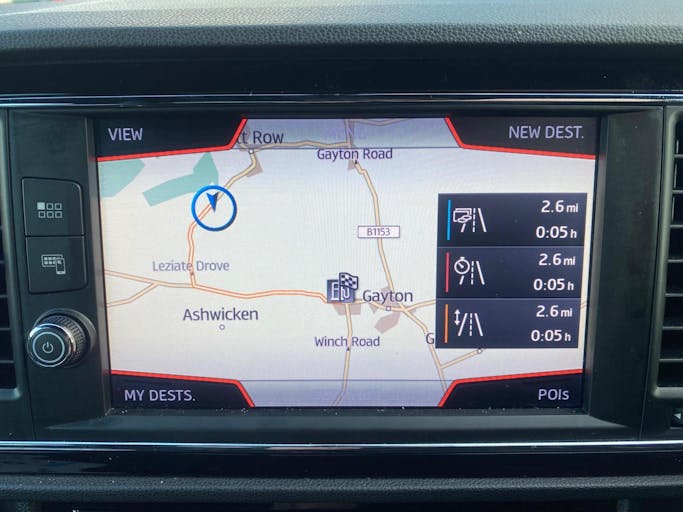 VIEW
NEW DEST.
t Row
Gayton Road
2.6 mi
0:05 h
B1153
Leziate Drove
2.6 mi
0:05 h
Gayton
Ashwicken
2.6 mi
0:05 h
Winch Road
G
MY DESTS.
POIs